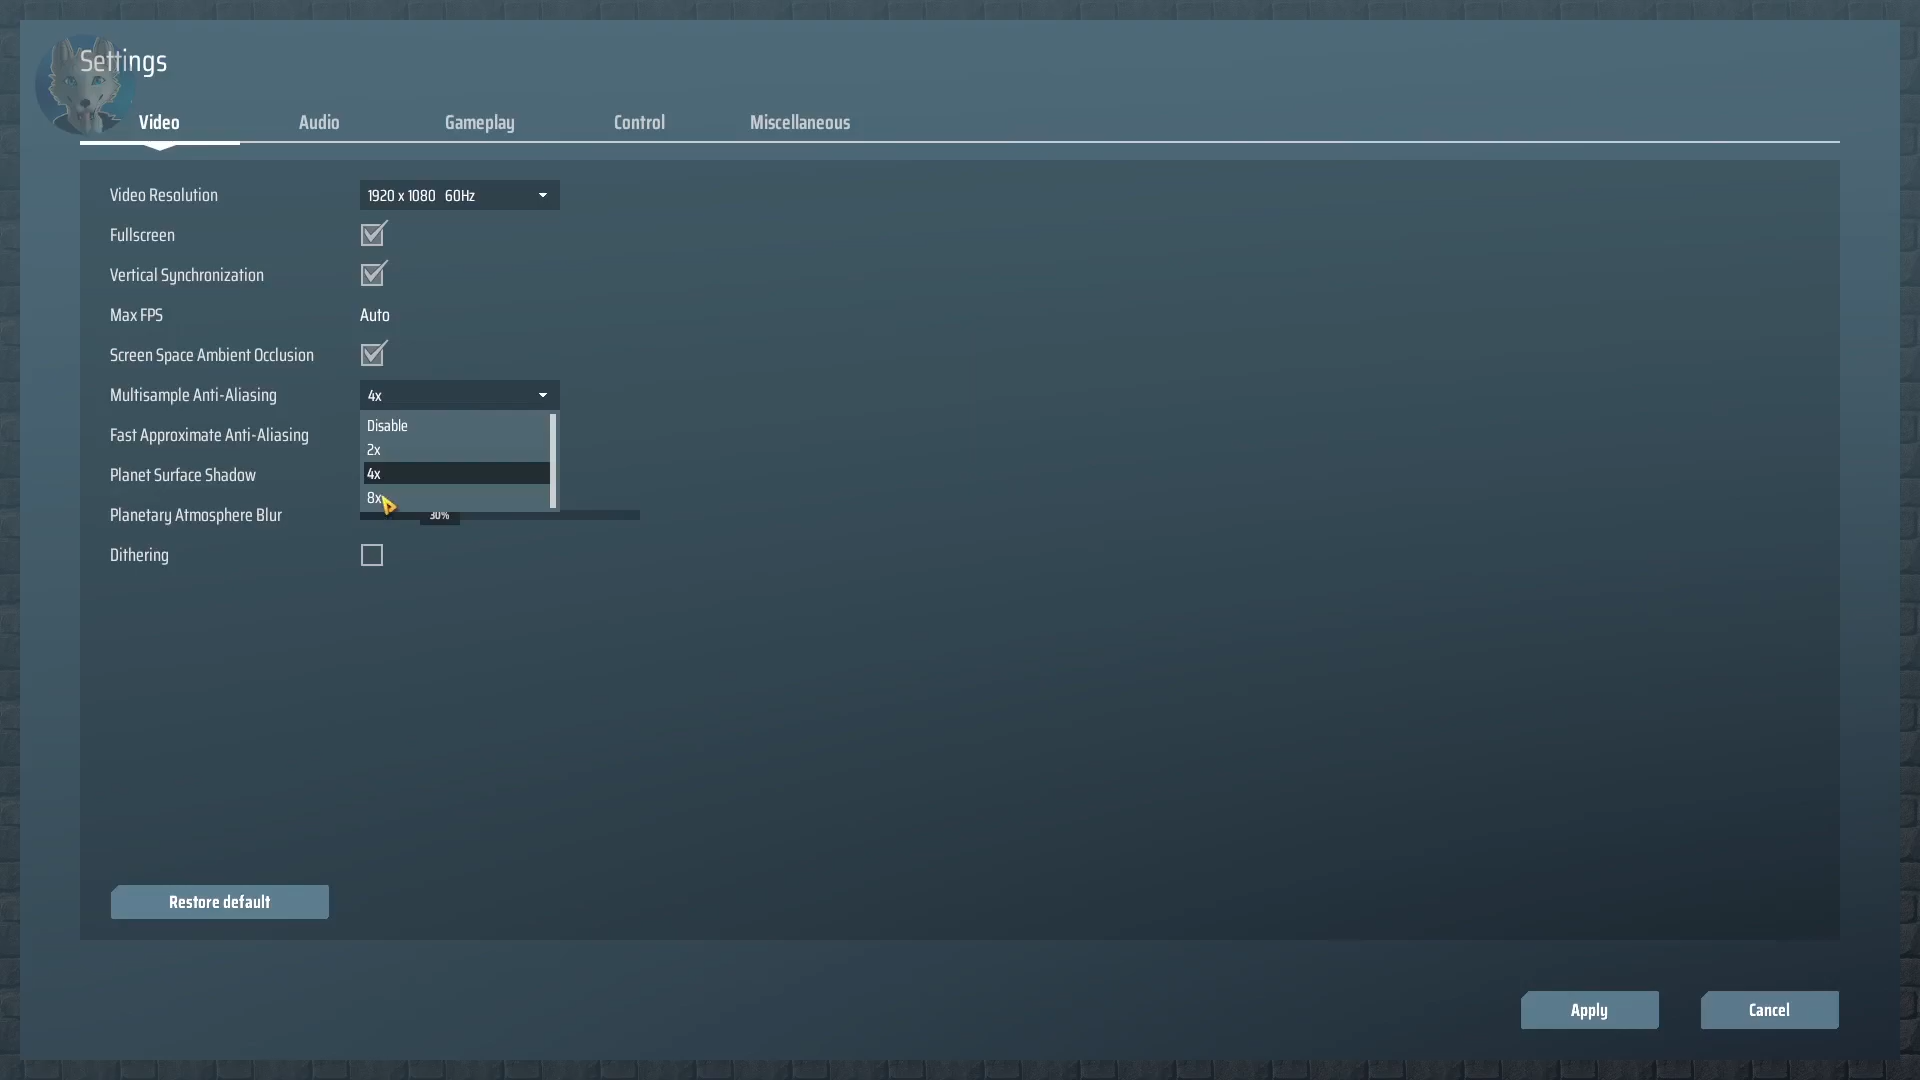 Settings
Video Audio Gameplay Control Miscellaneous
Video Resolution 1920 x 1080 60Hz
Fullscreen
Vertical Synchronization
Max FPS Auto
Screen Space Ambient Occlusion
Multisample Anti-Aliasing 4x
Disable
Fast Approximate Anti-Aliasing
2x
Planet Surface Shadow 4x
8x
Planetary Atmosphere Blur 30%
Dithering
Restore default
Apply Cancel